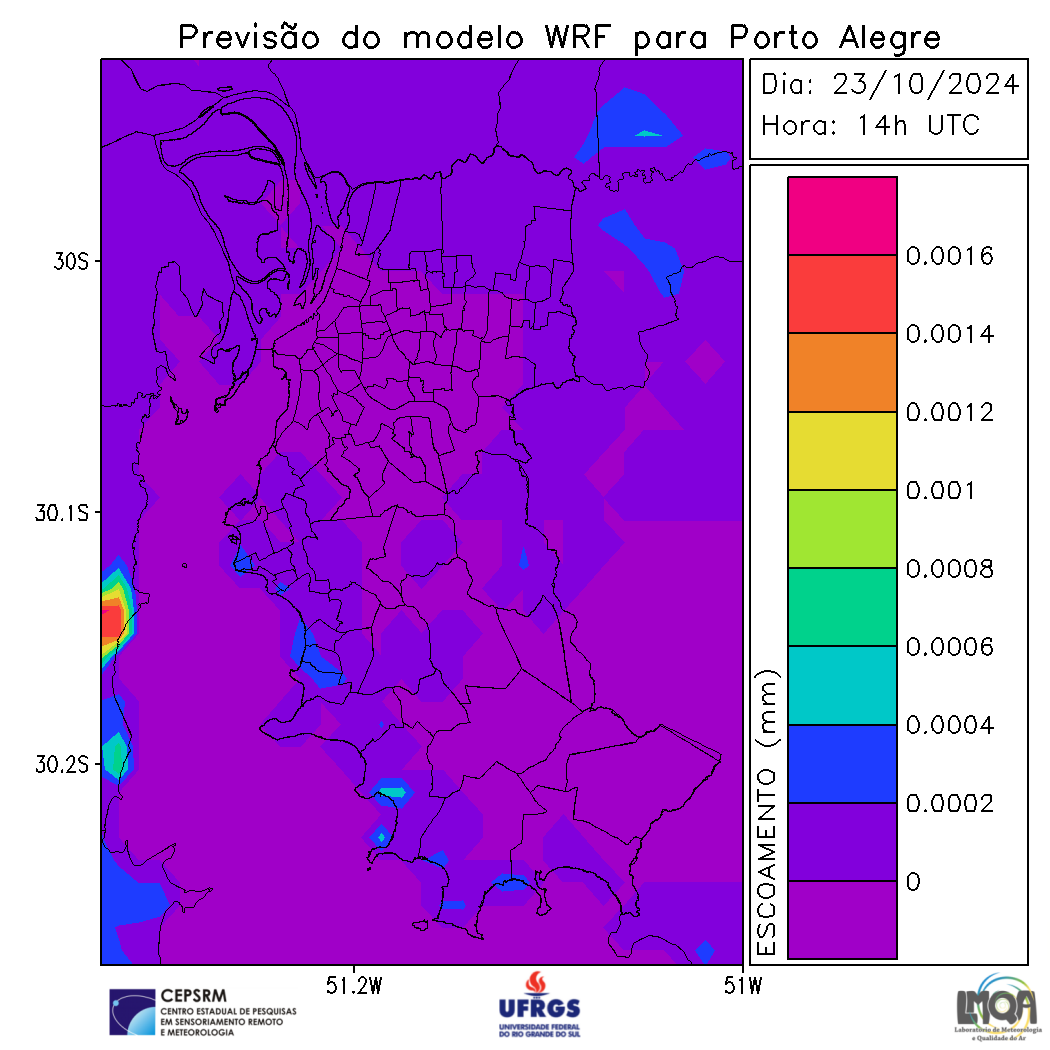 Previsão do modelo WRF para Porto Alegre
Dia: 23/10/2024
Hora: 14h UTC
30S
30.1S
30.2S
51.2W
51W
0.0016
0.0014
0.0012
0.001
0.0008
0.0006
0.0004
0.0002
0
ESCOAMENTO (mm)
CEPSRM
CENTRO ESTADUAL DE PESQUISAS
EM SENSORIAMENTO REMOTO
E METEOROLOGIA
UFRGS
UNIVERSIDADE FEDERAL
DO RIO GRANDE DO SUL
LMQA
Laboratório de Meteorologia
e Qualidade do Ar